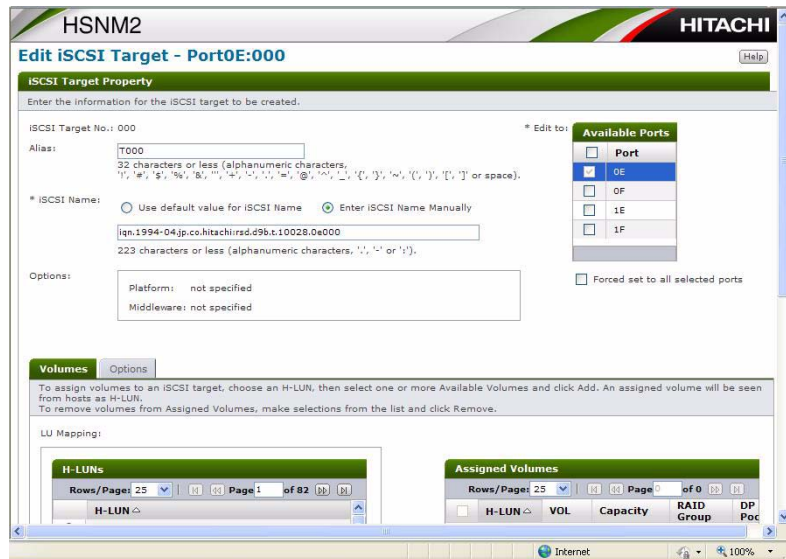 HSNM2
HITACHI
Edit iSCSI Target - Port0E:000
Help
iSCSI Target Property
Enter the information for the iSCSI target to be created.
iSCSI Target No.: 000
* Edit to:
Available Ports
Port
0E
0F
1E
1F
Forced set to all selected ports
Alias:
T000
32 characters or less (alphanumeric characters,
* iSCSI Name:
Use default value for iSCSI Name
Enter iSCSI Name Manually
iqn.1994-04.jp.co.hitachi:rsd.d9b.t.10028.0e000
223 characters or less (alphanumeric characters, '.', '-' or ':').
Options:
Platform: not specified
Middleware: not specified
Volumes
Options
To assign volumes to an iSCSI target, choose an H-LUN, then select one or more Available Volumes and click Add. An assigned volume will be seen
from hosts as H-LUN.
To remove volumes from Assigned Volumes, make selections from the list and click Remove.
LU Mapping:
H-LUNs
Rows/Page: 25 Page 1 of 82
H-LUN
Assigned Volumes
Rows/Page: 25 Page 0 of 0
H-LUN VOL Capacity RAID Group DP
Internet
100%